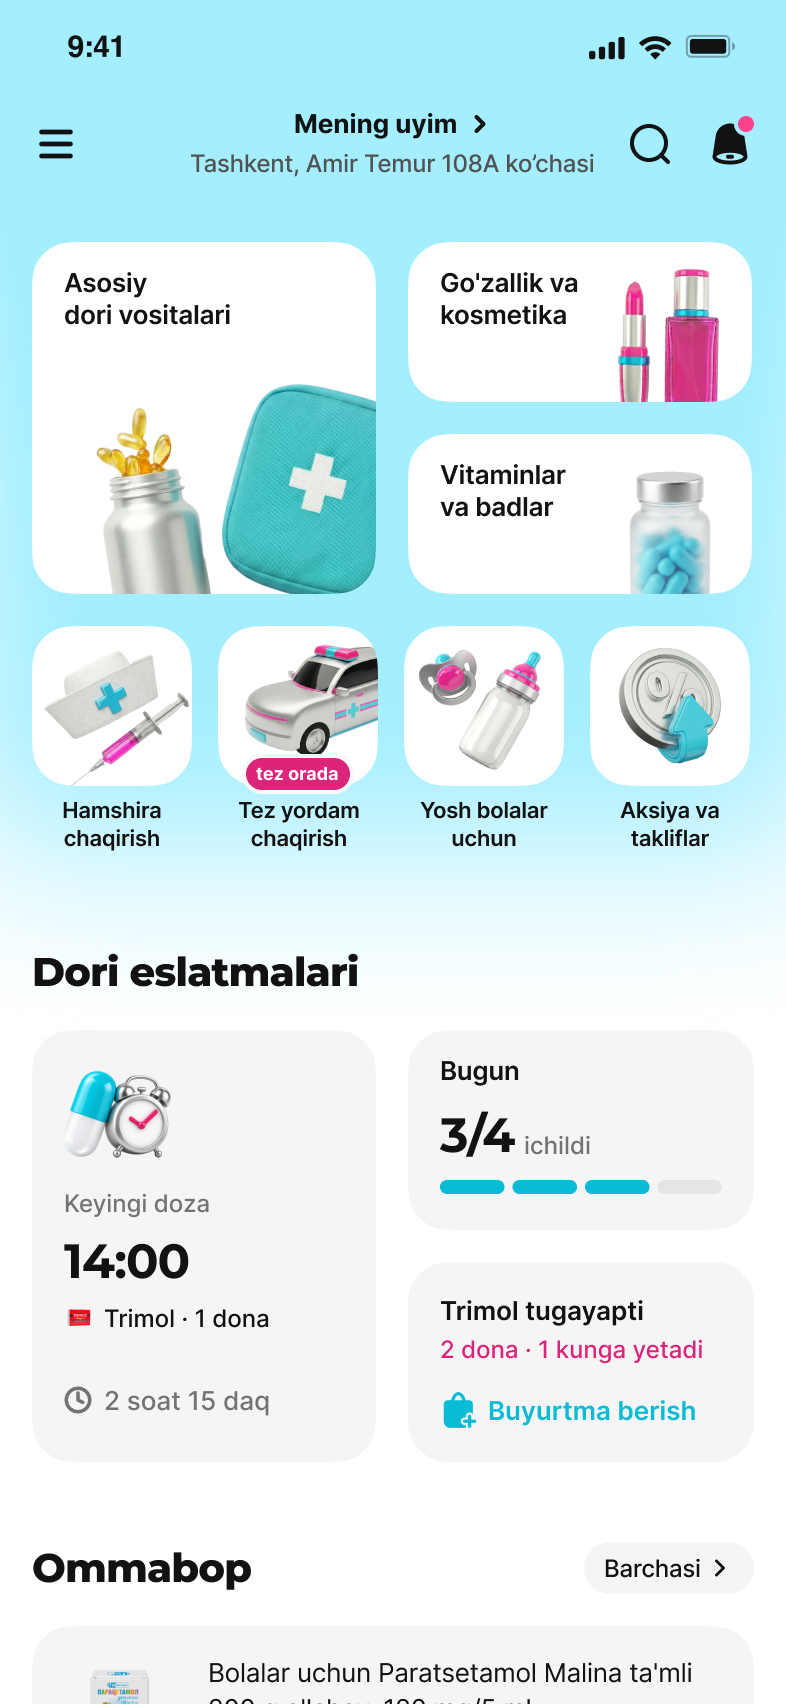 9:41
Mening uyim
Tashkent, Amir Temur 108A ko‘chasi
Asosiy
dori vositalari
Go'zallik va
kosmetika
Vitaminlar
va badlar
tez orada
Hamshira
chaqirish
Tez yordam
chaqirish
Yosh bolalar
uchun
Aksiya va
takliflar
Dori eslatmalari
Keyingi doza
14:00
Trimol · 1 dona
2 soat 15 daq
Bugun
3/4 ichildi
Trimol tugayapti
2 dona · 1 kunga yetadi
Buyurtma berish
Ommabop
Barchasi
ПАРАЦЕТАМОЛ
Bolalar uchun Paratsetamol Malina ta'mli